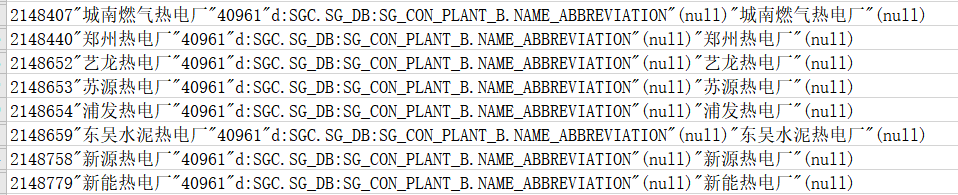 2148407"城南燃气热电厂"40961"d:SGC.SG_DB:SG_CON_PLANT_B.NAME_ABBREVIATION"(null)"城南燃气热电厂"(null)
2148440"郑州热电厂"40961"d:SGC.SG_DB:SG_CON_PLANT_B.NAME_ABBREVIATION"(null)"郑州热电厂"(null)
2148652"艺龙热电厂"40961"d:SGC.SG_DB:SG_CON_PLANT_B.NAME_ABBREVIATION"(null)"艺龙热电厂"(null)
2148653"苏源热电厂"40961"d:SGC.SG_DB:SG_CON_PLANT_B.NAME_ABBREVIATION"(null)"苏源热电厂"(null)
2148654"浦发热电厂"40961"d:SGC.SG_DB:SG_CON_PLANT_B.NAME_ABBREVIATION"(null)"浦发热电厂"(null)
2148659"东吴水泥热电厂"40961"d:SGC.SG_DB:SG_CON_PLANT_B.NAME_ABBREVIATION"(null)"东吴水泥热电厂"(null)
2148758"新源热电厂"40961"d:SGC.SG_DB:SG_CON_PLANT_B.NAME_ABBREVIATION"(null)"新源热电厂"(null)
2148779"新能热电厂"40961"d:SGC.SG_DB:SG_CON_PLANT_B.NAME_ABBREVIATION"(null)"新能热电厂"(null)